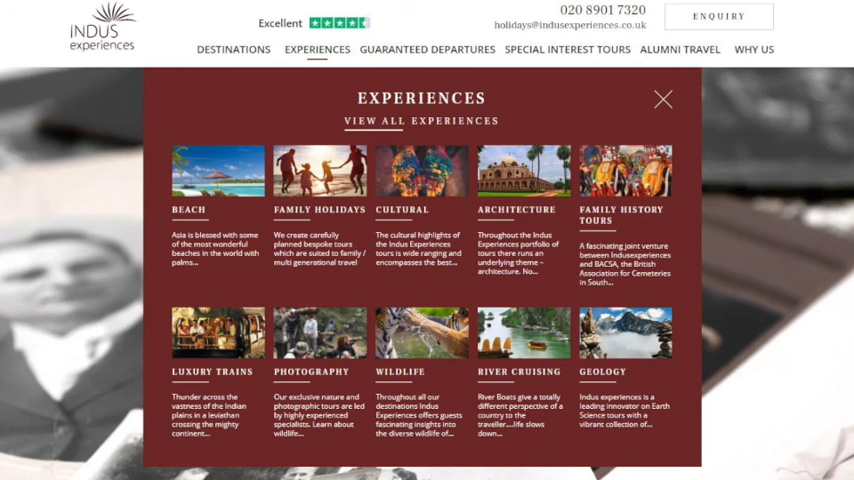 INDUS
experiences
Excellent
020 8901 7320
holidays@indusexperiences.co.uk
ENQUIRY
DESTINATIONS EXPERIENCES GUARANTEED DEPARTURES SPECIAL INTEREST TOURS ALUMNI TRAVEL WHY US
EXPERIENCES
VIEW ALL EXPERIENCES
BEACH
Asia is blessed with some
of the most wonderful
beaches in the world with
palms...
FAMILY HOLIDAYS
We create carefully
planned bespoke tours
which are suited to family /
multi generational travel
CULTURAL
The cultural highlights of
the Indus Experiences
tours is wide ranging and
encompasses the best...
ARCHITECTURE
Throughout the Indus
Experiences portfolio of
tours there runs an
underlying theme –
architecture. No...
FAMILY HISTORY
TOURS
A fascinating joint venture
between Indusexperiences
and BACSA, the British
Association for Cemeteries
in South...
LUXURY TRAINS
Thunder across the
vastness of the Indian
plains in a leviathan
crossing the mighty
continent...
PHOTOGRAPHY
Our exclusive nature and
photographic tours are led
by highly experienced
specialists. Learn about
wildlife...
WILDLIFE
Throughout all our
destinations Indus
Experiences offers guests
fascinating insights into
the diverse wildlife of...
RIVER CRUISING
River Boats give a totally
different perspective of a
country to the
traveller....life slows
down...
GEOLOGY
Indus experiences is a
leading innovator on Earth
Science tours with a
vibrant collection of...